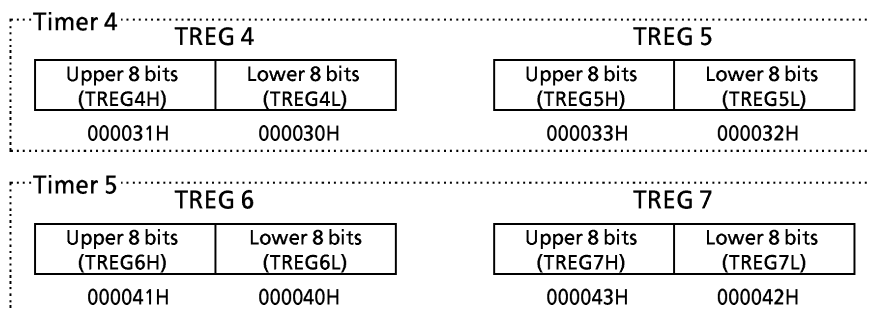 Timer 4
TREG 4 TREG 5
Upper 8 bits Lower 8 bits Upper 8 bits Lower 8 bits
(TREG4H) (TREG4L) (TREG5H) (TREG5L)
000031H 000030H 000033H 000032H
Timer 5
TREG 6 TREG 7
Upper 8 bits Lower 8 bits Upper 8 bits Lower 8 bits
(TREG6H) (TREG6L) (TREG7H) (TREG7L)
000041H 000040H 000043H 000042H